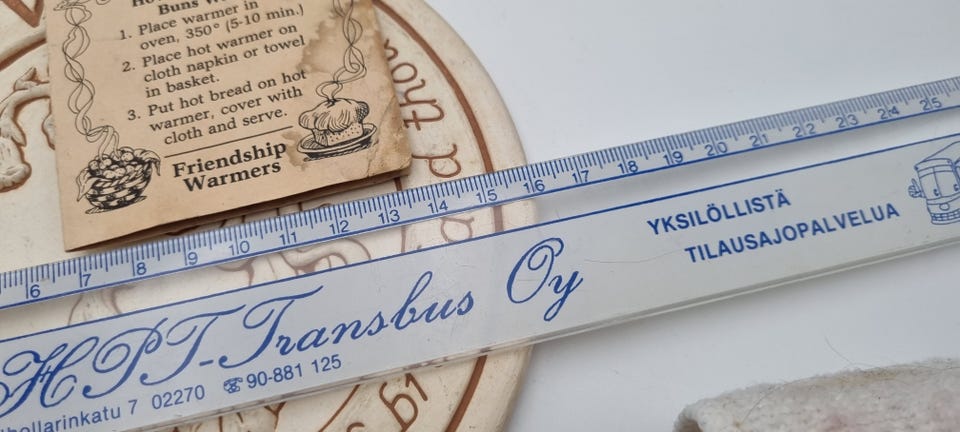 Buns W
1. Place warmer in
oven, 350° (5-10 min.)
2. Place hot warmer on
cloth napkin or towel
in basket.
3. Put hot bread on hot
warmer, cover with
cloth and serve.
Friendship
Warmers
6 7 8 9 10 11 12 13 14 15 16 17 18 19 20 21 22 23 24 25
HPT-Transbus Oy
YKSILÖLLISTÄ
TILAUSAJOPALVELUA
hollarinkatu 7 02270 ☎ 90-881 125